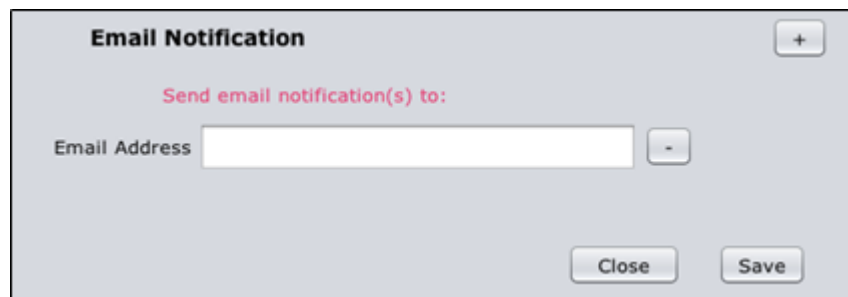 Email Notification +
Send email notification(s) to:
Email Address -
Close Save